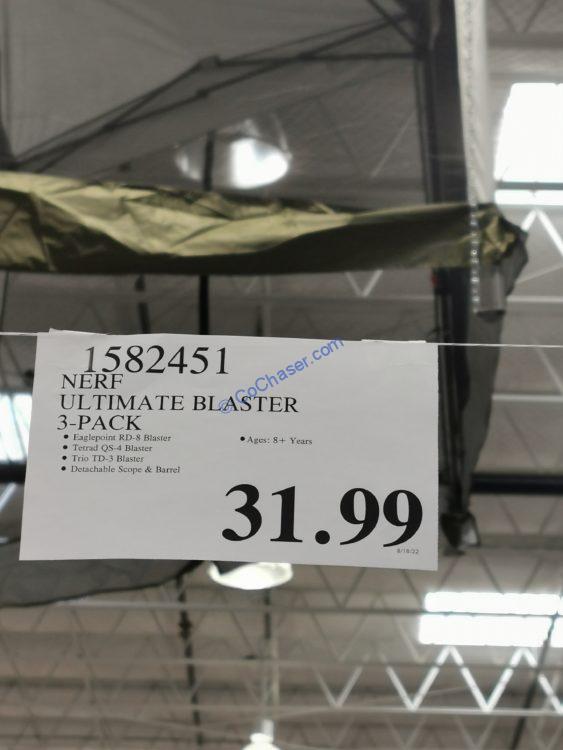 1582451
NERF
ULTIMATE BLASTER
3-PACK
• Eaglepoint RD-8 Blaster
• Tetrad QS-4 Blaster
• Trio TD-3 Blaster
• Detachable Scope & Barrel
• Ages: 8+ Years
31.99
8/18/22
CoChaser.com